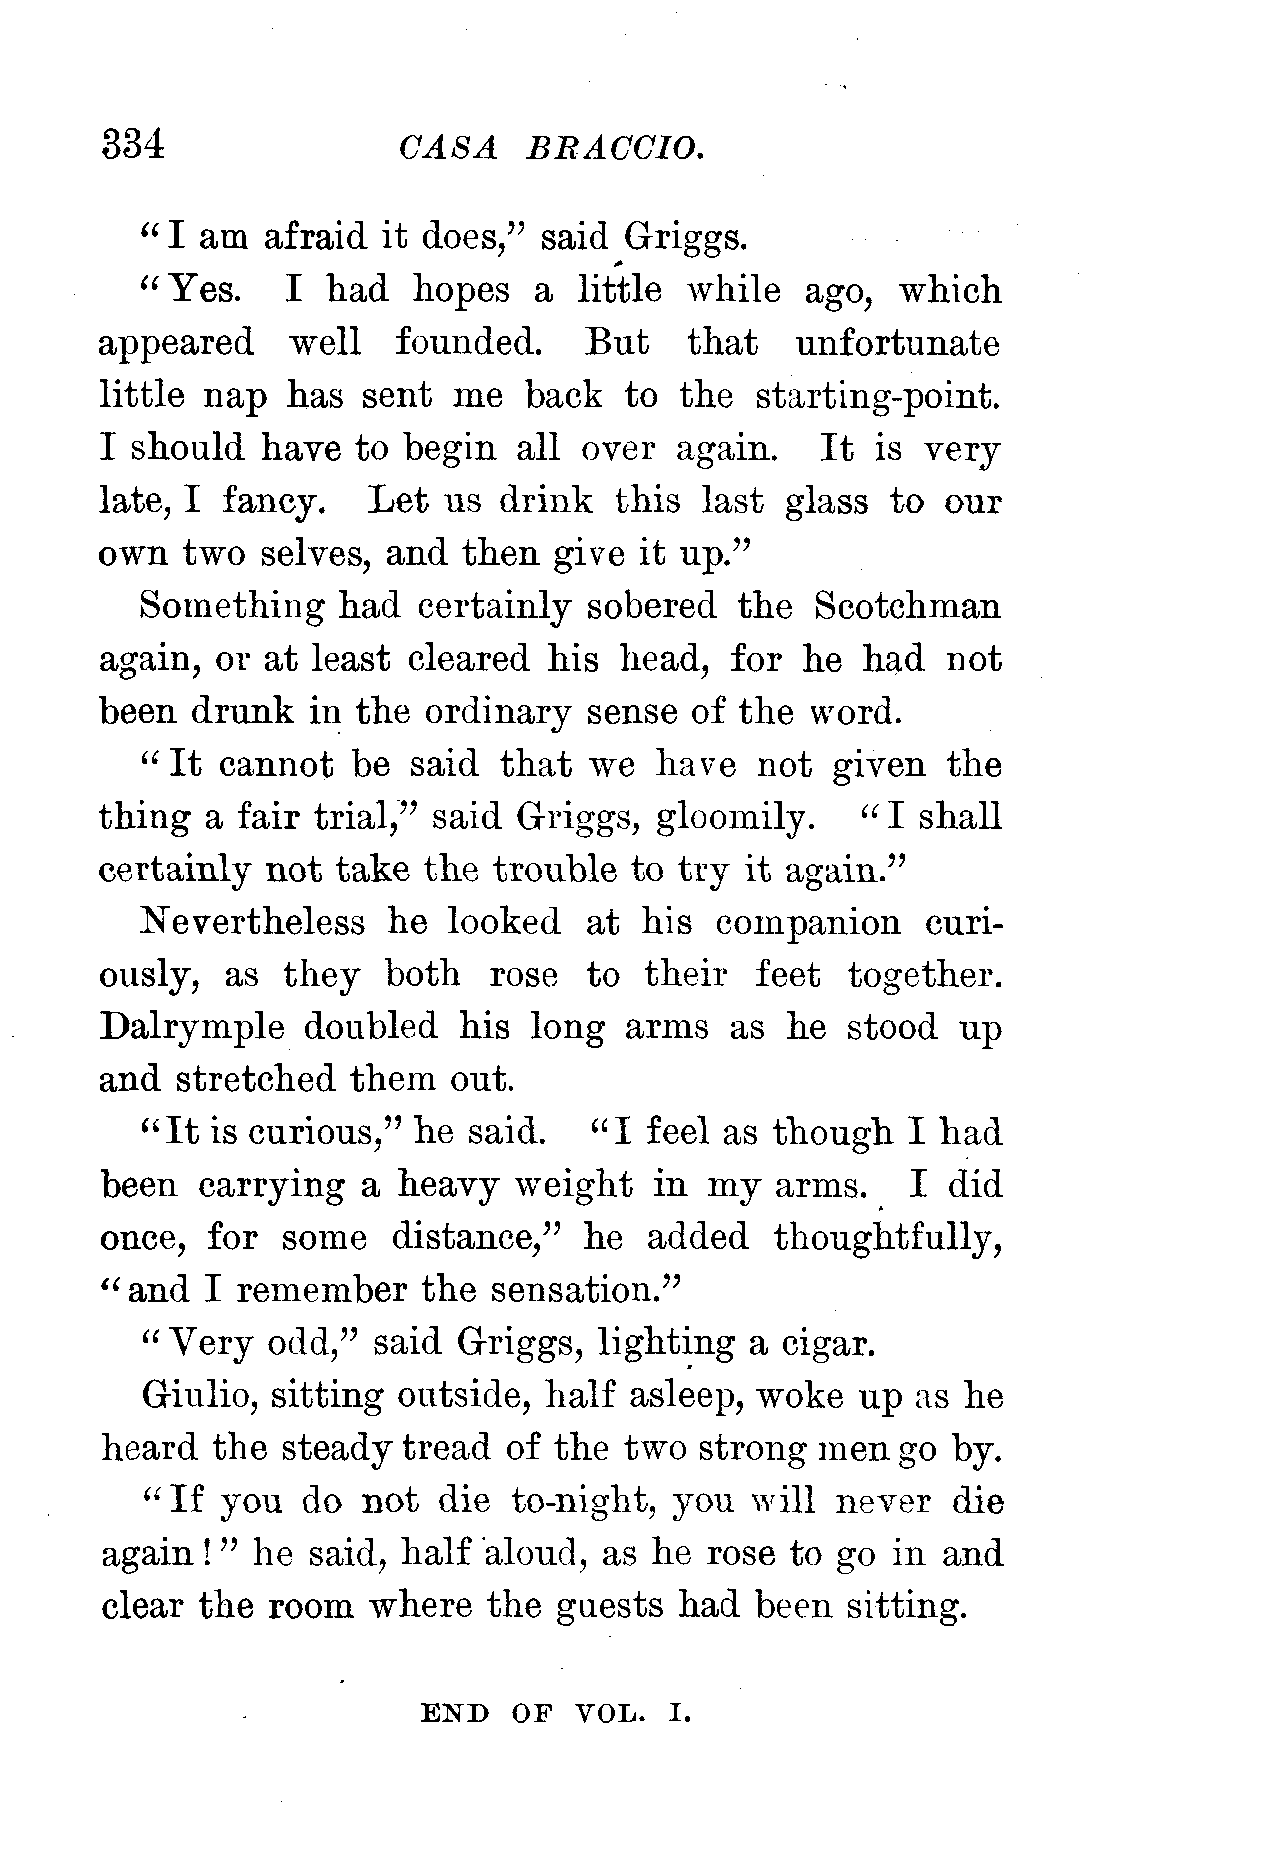 334 CASA BRACCIO.
“I am afraid it does,” said Griggs.
“Yes. I had hopes a little while ago, which
appeared well founded. But that unfortunate
little nap has sent me back to the starting-point.
I should have to begin all over again. It is very
late, I fancy. Let us drink this last glass to our
own two selves, and then give it up.”
Something had certainly sobered the Scotchman
again, or at least cleared his head, for he had not
been drunk in the ordinary sense of the word.
“It cannot be said that we have not given the
thing a fair trial,” said Griggs, gloomily. “I shall
certainly not take the trouble to try it again.”
Nevertheless he looked at his companion curi-
ously, as they both rose to their feet together.
Dalrymple doubled his long arms as he stood up
and stretched them out.
“It is curious,” he said. “I feel as though I had
been carrying a heavy weight in my arms. I did
once, for some distance,” he added thoughtfully,
“and I remember the sensation.”
“Very odd,” said Griggs, lighting a cigar.
Giulio, sitting outside, half asleep, woke up as he
heard the steady tread of the two strong men go by.
“If you do not die to-night, you will never die
again!” he said, half aloud, as he rose to go in and
clear the room where the guests had been sitting.
END OF VOL. I.